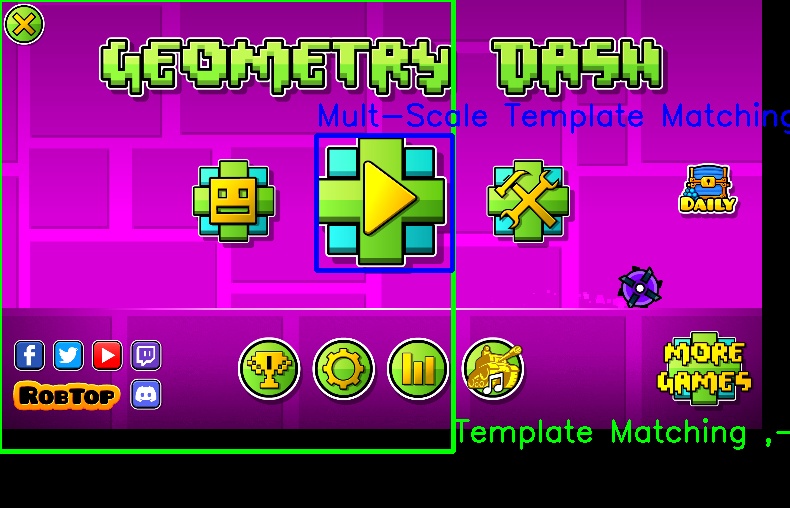 GEOMETRY DASH
Mult-Scale Template Matching
DAILY
ROBTOP
MORE
GAMES
Template Matching ,-